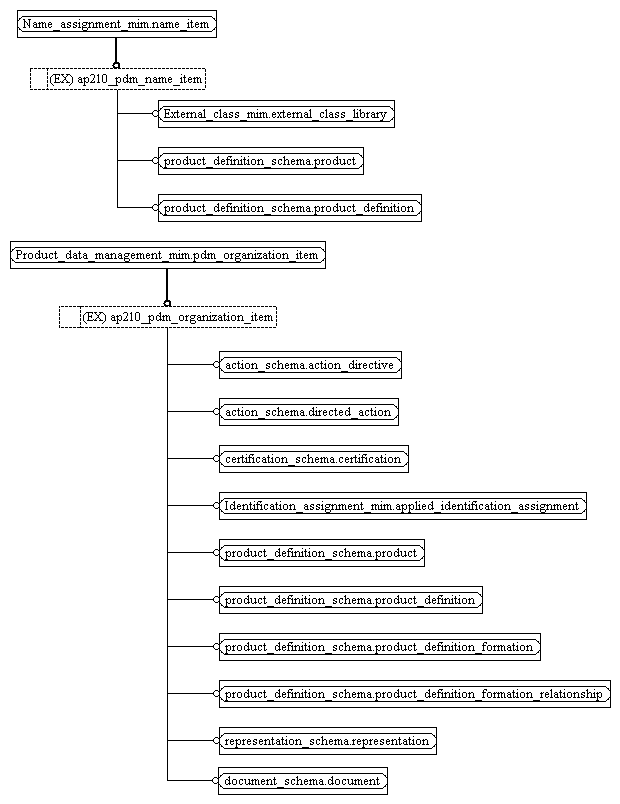 Name_assignment_mim.name_item
(EX) ap210_pdm_name_item
External_class_mim.external_class_library
product_definition_schema.product
product_definition_schema.product_definition
Product_data_management_mim.pdm_organization_item
(EX) ap210_pdm_organization_item
action_schema.action_directive
action_schema.directed_action
certification_schema.certification
Identification_assignment_mim.applied_identification_assignment
product_definition_schema.product
product_definition_schema.product_definition
product_definition_schema.product_definition_formation
product_definition_schema.product_definition_formation_relationship
representation_schema.representation
document_schema.document